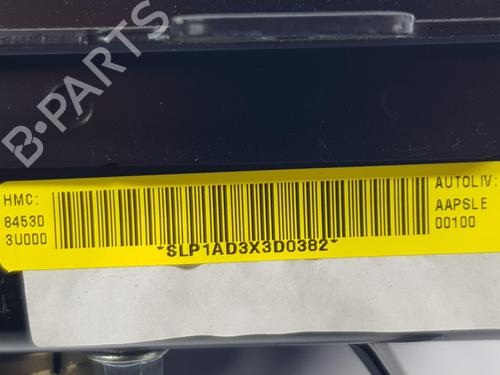 B-PARTS
HMC:
84530
3U000
*SLP1AD3X3D0382*
AUTOLIV:
AAPSLE
00100